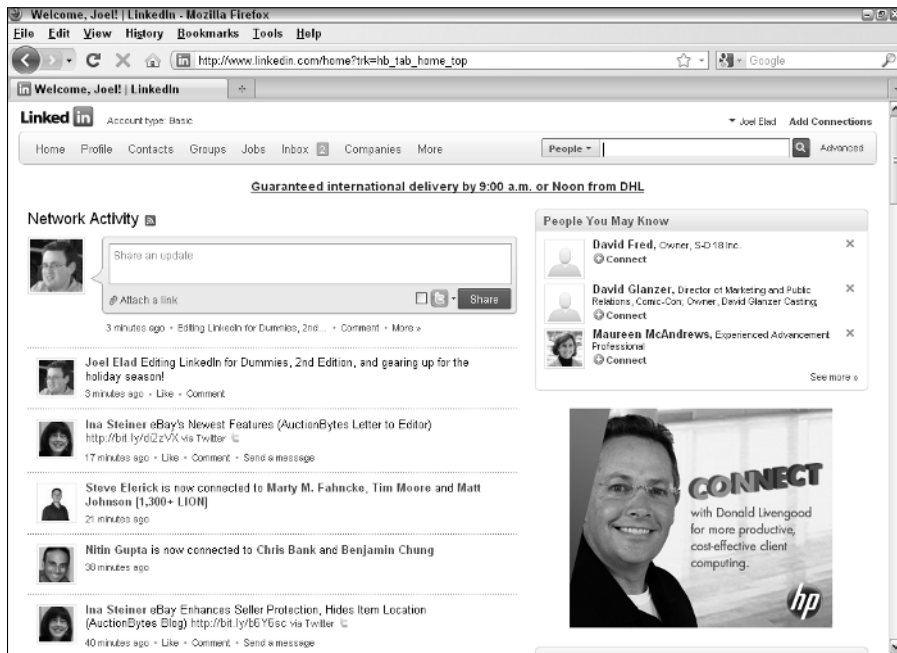 Welcome, Joel! | LinkedIn - Mozilla Firefox
File Edit View History Bookmarks Tools Help
http://www.linkedin.com/home?trk=hb_tab_home_top
Google
Welcome, Joel! | LinkedIn
Linked in Account type: Basic
Joel Elad Add Connections
Home Profile Contacts Groups Jobs Inbox 2 Companies More
People
Advanced
Guaranteed international delivery by 9:00 a.m. or Noon from DHL
Network Activity
Share an update
Attach a link
Share
3 minutes ago • Editing LinkedIn for Dummies, 2nd... • Comment • More »
Joel Elad Editing LinkedIn for Dummies, 2nd Edition, and gearing up for the
holiday season!
3 minutes ago • Like • Comment
Ina Steiner eBay's Newest Features (AuctionBytes Letter to Editor)
http://bit.ly/di2zVX via Twitter
17 minutes ago • Like • Comment • Send a message
Steve Elerick is now connected to Marty M. Fahncke, Tim Moore and Matt
Johnson [1,300+ LION]
21 minutes ago
Nitin Gupta is now connected to Chris Bank and Benjamin Chung
38 minutes ago
Ina Steiner eBay Enhances Seller Protection, Hides Item Location
(AuctionBytes Blog) http://bit.ly/b6Y6sc via Twitter
40 minutes ago • Like • Comment • Send a message
People You May Know
David Fred, Owner, S-D 18 Inc.
Connect
David Glanzer, Director of Marketing and Public
Relations, Comic-Con; Owner, David Glanzer Casting;
Connect
Maureen McAndrews, Experienced Advancement
Professional
Connect
See more »
CONNECT
with Donald Livengood
for more productive,
cost-effective client
computing.
hp